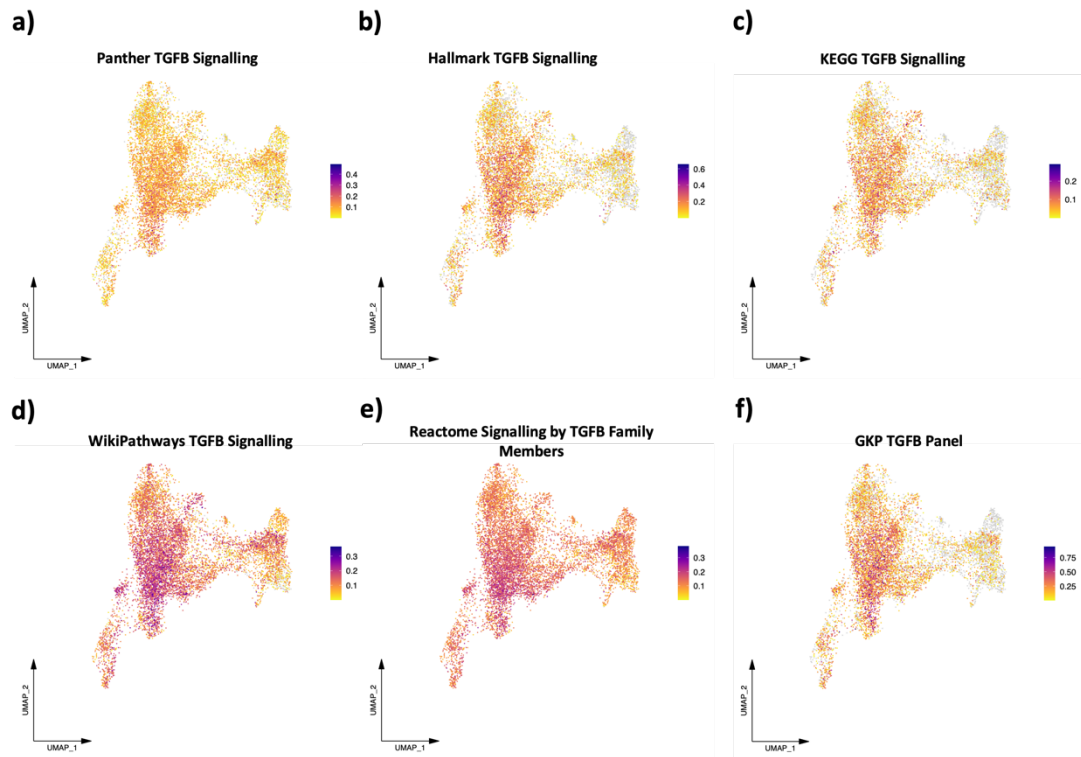 a)
Panther TGFB Signalling
0.4
0.3
0.2
0.1
UMAP_2
UMAP_1
b)
Hallmark TGFB Signalling
0.6
0.4
0.2
UMAP_2
UMAP_1
c)
KEGG TGFB Signalling
0.2
0.1
UMAP_2
UMAP_1
d)
WikiPathways TGFB Signalling
0.3
0.2
0.1
UMAP_2
UMAP_1
e)
Reactome Signalling by TGFB Family
Members
0.3
0.2
0.1
UMAP_2
UMAP_1
f)
GKP TGFB Panel
0.75
0.50
0.25
UMAP_2
UMAP_1